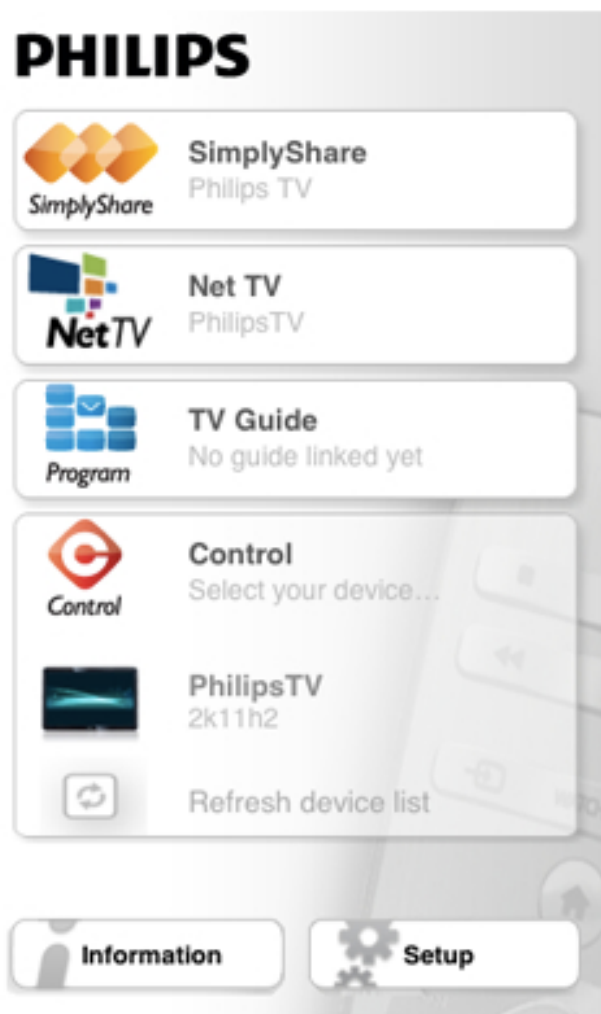 PHILIPS
SimplyShare
SimplyShare
Philips TV
NetTV
Net TV
PhilipsTV
Program
TV Guide
No guide linked yet
Control
Control
Select your device...
PhilipsTV
2k11h2
Refresh device list
Information
Setup